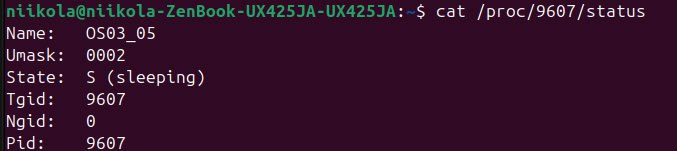 niikola@niikola-ZenBook-UX425JA-UX425JA:~$ cat /proc/9607/status
Name:   OS03_05
Umask:  0002
State:  S (sleeping)
Tgid:   9607
Ngid:   0
Pid:    9607